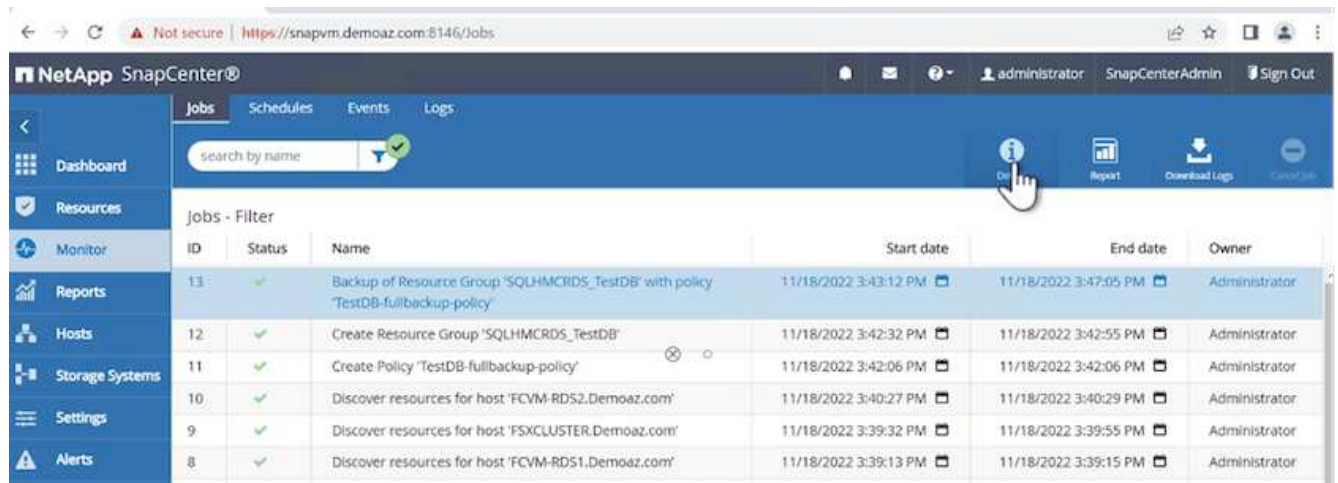 Not secure | https://snapvm.demoaz.com:8146/Jobs
NetApp SnapCenter®
administrator SnapCenterAdmin Sign Out
Jobs Schedules Events Logs
search by name
Report Download Logs Cancel Job
Dashboard
Resources
Monitor
Reports
Hosts
Storage Systems
Settings
Alerts
Jobs - Filter
ID Status Name Start date End date Owner
13 Backup of Resource Group 'SQLHMCRDS_TestDB' with policy 11/18/2022 3:43:12 PM 11/18/2022 3:47:05 PM Administrator
'TestDB-fullbackup-policy'
12 Create Resource Group 'SQLHMCRDS_TestDB' 11/18/2022 3:42:32 PM 11/18/2022 3:42:55 PM Administrator
11 Create Policy 'TestDB-fullbackup-policy' 11/18/2022 3:42:06 PM 11/18/2022 3:42:06 PM Administrator
10 Discover resources for host 'FCVM-RDS2.Demoaz.com' 11/18/2022 3:40:27 PM 11/18/2022 3:40:29 PM Administrator
9 Discover resources for host 'FSXCLUSTER.Demoaz.com' 11/18/2022 3:39:32 PM 11/18/2022 3:39:55 PM Administrator
8 Discover resources for host 'FCVM-RDS1.Demoaz.com' 11/18/2022 3:39:13 PM 11/18/2022 3:39:15 PM Administrator